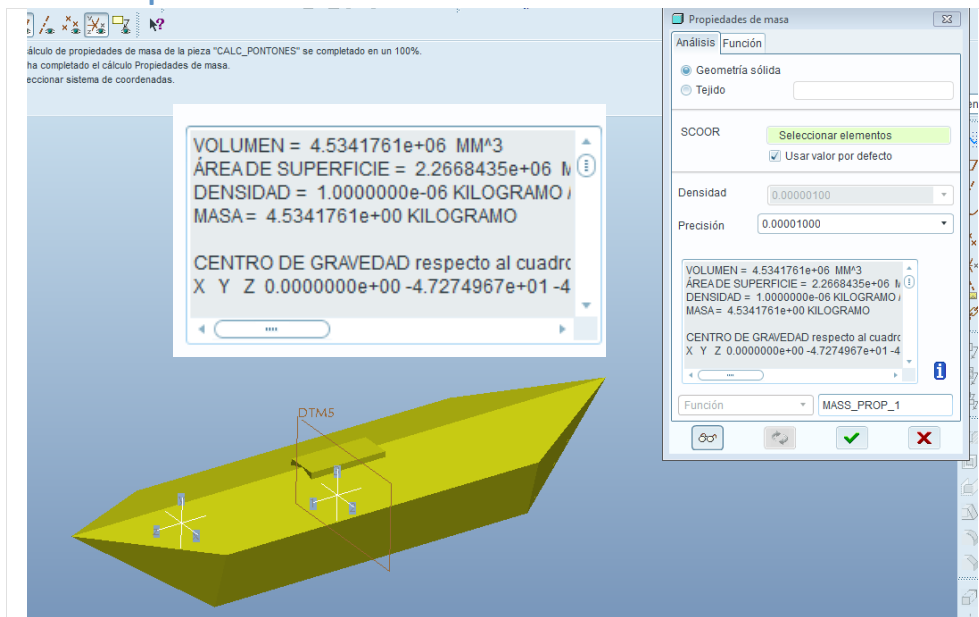 álculo de propiedades de masa de la pieza "CALC_PONTONES" se completado en un 100%.
ha completado el cálculo Propiedades de masa.
eccionar sistema de coordenadas.
VOLUMEN = 4.5341761e+06 MM^3
ÁREA DE SUPERFICIE = 2.2668435e+06 M
DENSIDAD = 1.0000000e-06 KILOGRAMO /
MASA = 4.5341761e+00 KILOGRAMO
CENTRO DE GRAVEDAD respecto al cuadro
X Y Z 0.0000000e+00 -4.7274967e+01 -4
DTM5
Propiedades de masa
Análisis Función
Geometría sólida
Tejido
SCOOR Seleccionar elementos
Usar valor por defecto
Densidad 0.00000100
Precisión 0.00001000
VOLUMEN = 4.5341761e+06 MM^3
ÁREA DE SUPERFICIE = 2.2668435e+06 M
DENSIDAD = 1.0000000e-06 KILOGRAMO /
MASA = 4.5341761e+00 KILOGRAMO
CENTRO DE GRAVEDAD respecto al cuadro
X Y Z 0.0000000e+00 -4.7274967e+01 -4
Función MASS_PROP_1